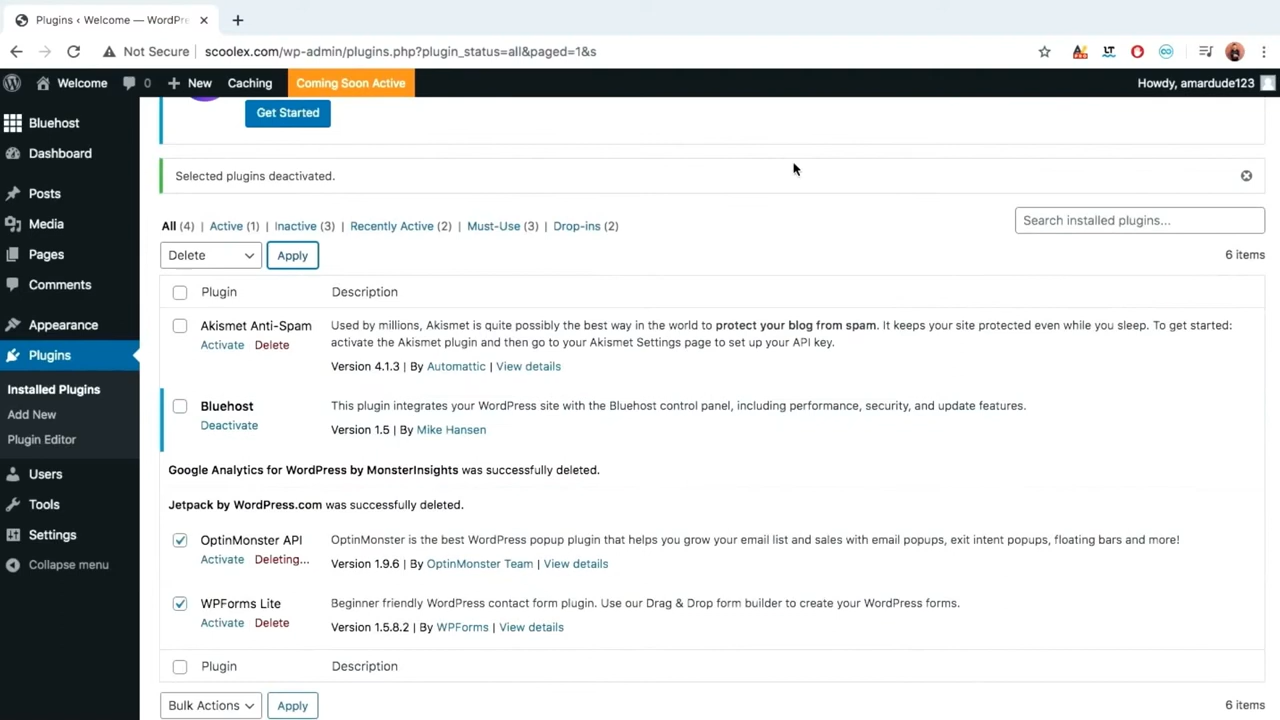 Plugins ‹ Welcome — WordPre
Not Secure scoolex.com/wp-admin/plugins.php?plugin_status=all&paged=1&s
Welcome 0 New Caching Coming Soon Active Howdy, amardude123
Bluehost
Dashboard
Posts
Media
Pages
Comments
Appearance
Plugins
Installed Plugins
Add New
Plugin Editor
Users
Tools
Settings
Collapse menu
Get Started
Selected plugins deactivated.
All (4) | Active (1) | Inactive (3) | Recently Active (2) | Must-Use (3) | Drop-ins (2)
Search installed plugins...
Delete Apply
6 items
Plugin Description
Akismet Anti-Spam
Activate Delete
Used by millions, Akismet is quite possibly the best way in the world to protect your blog from spam. It keeps your site protected even while you sleep. To get started:
activate the Akismet plugin and then go to your Akismet Settings page to set up your API key.
Version 4.1.3 | By Automattic | View details
Bluehost
Deactivate
This plugin integrates your WordPress site with the Bluehost control panel, including performance, security, and update features.
Version 1.5 | By Mike Hansen
Google Analytics for WordPress by MonsterInsights was successfully deleted.
Jetpack by WordPress.com was successfully deleted.
OptinMonster API
Activate Deleting...
OptinMonster is the best WordPress popup plugin that helps you grow your email list and sales with email popups, exit intent popups, floating bars and more!
Version 1.9.6 | By OptinMonster Team | View details
WPForms Lite
Activate Delete
Beginner friendly WordPress contact form plugin. Use our Drag & Drop form builder to create your WordPress forms.
Version 1.5.8.2 | By WPForms | View details
Plugin Description
Bulk Actions Apply
6 items